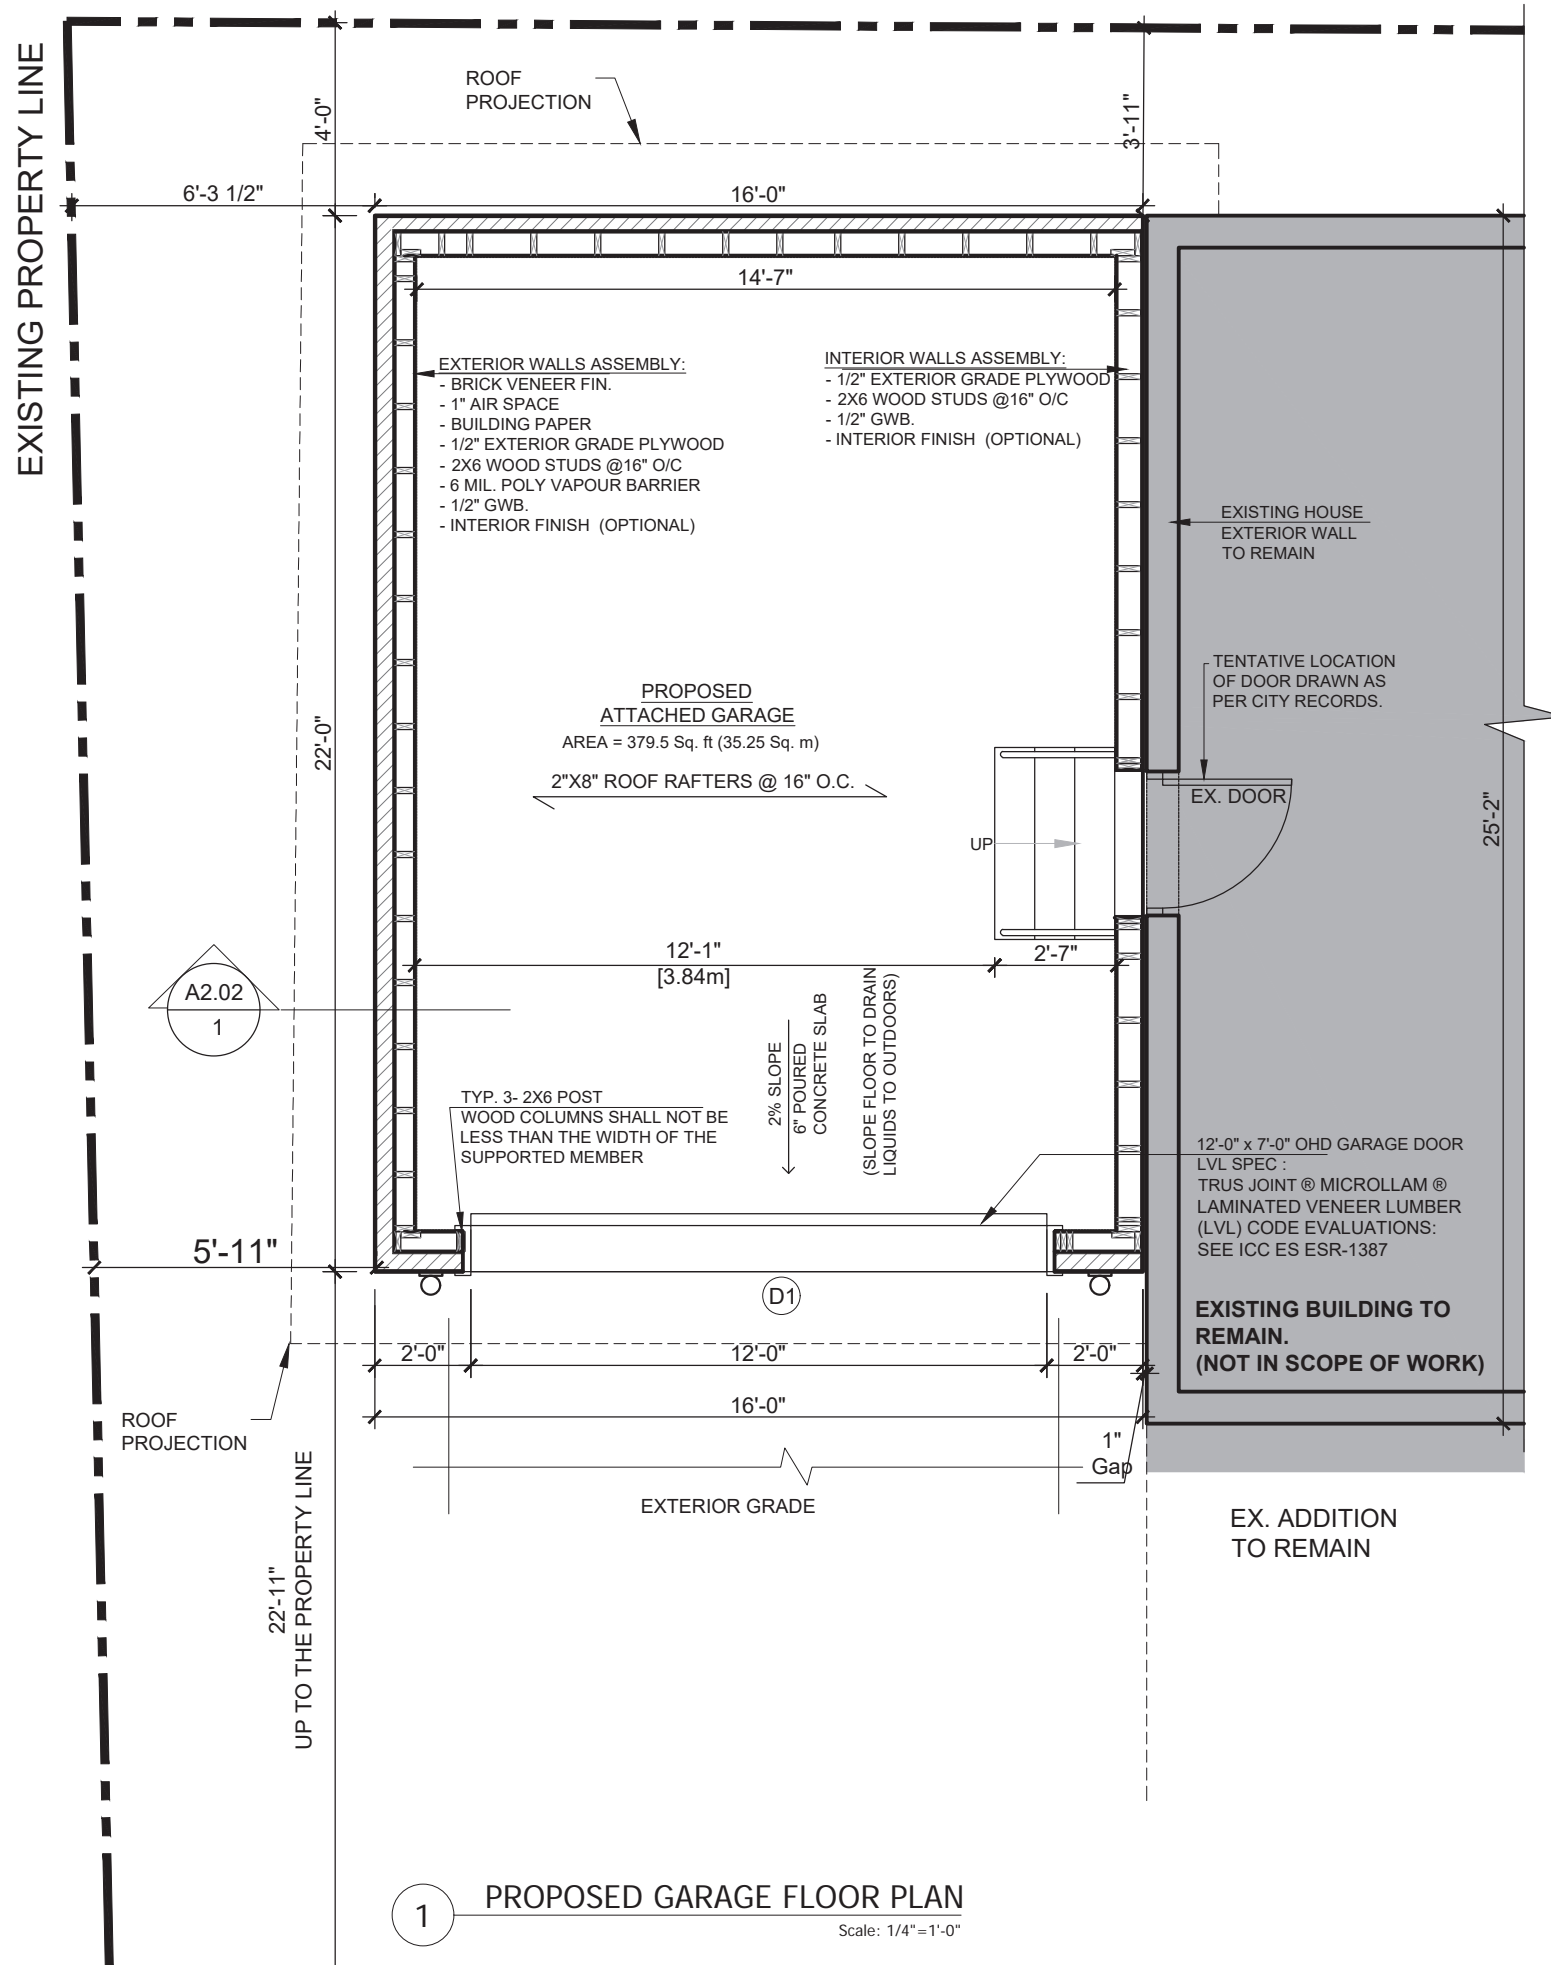 EXISTING PROPERTY LINE
ROOF
PROJECTION
4'-0"
3'-11"
6'-3 1/2"
16'-0"
14'-7"
EXTERIOR WALLS ASSEMBLY:
- BRICK VENEER FIN.
- 1" AIR SPACE
- BUILDING PAPER
- 1/2" EXTERIOR GRADE PLYWOOD
- 2X6 WOOD STUDS @16" O/C
- 6 MIL. POLY VAPOUR BARRIER
- 1/2" GWB.
- INTERIOR FINISH (OPTIONAL)
INTERIOR WALLS ASSEMBLY:
- 1/2" EXTERIOR GRADE PLYWOOD
- 2X6 WOOD STUDS @16" O/C
- 1/2" GWB.
- INTERIOR FINISH (OPTIONAL)
EXISTING HOUSE
EXTERIOR WALL
TO REMAIN
TENTATIVE LOCATION
OF DOOR DRAWN AS
PER CITY RECORDS.
PROPOSED
ATTACHED GARAGE
AREA = 379.5 Sq. ft (35.25 Sq. m)
2"X8" ROOF RAFTERS @ 16" O.C.
22'-0"
EX. DOOR
25'-2"
UP
12'-1"
[3.84m]
2'-7"
A2.02
1
2% SLOPE
6" POURED
CONCRETE SLAB
(SLOPE FLOOR TO DRAIN
LIQUIDS TO OUTDOORS)
TYP. 3- 2X6 POST
WOOD COLUMNS SHALL NOT BE
LESS THAN THE WIDTH OF THE
SUPPORTED MEMBER
12'-0" x 7'-0" OHD GARAGE DOOR
LVL SPEC :
TRUS JOINT ® MICROLLAM ®
LAMINATED VENEER LUMBER
(LVL) CODE EVALUATIONS:
SEE ICC ES ESR-1387
5'-11"
D1
EXISTING BUILDING TO
REMAIN.
(NOT IN SCOPE OF WORK)
2'-0"
12'-0"
2'-0"
16'-0"
ROOF
PROJECTION
1"
Gap
EXTERIOR GRADE
22'-11"
UP TO THE PROPERTY LINE
EX. ADDITION
TO REMAIN
1
PROPOSED GARAGE FLOOR PLAN
Scale: 1/4"=1'-0"